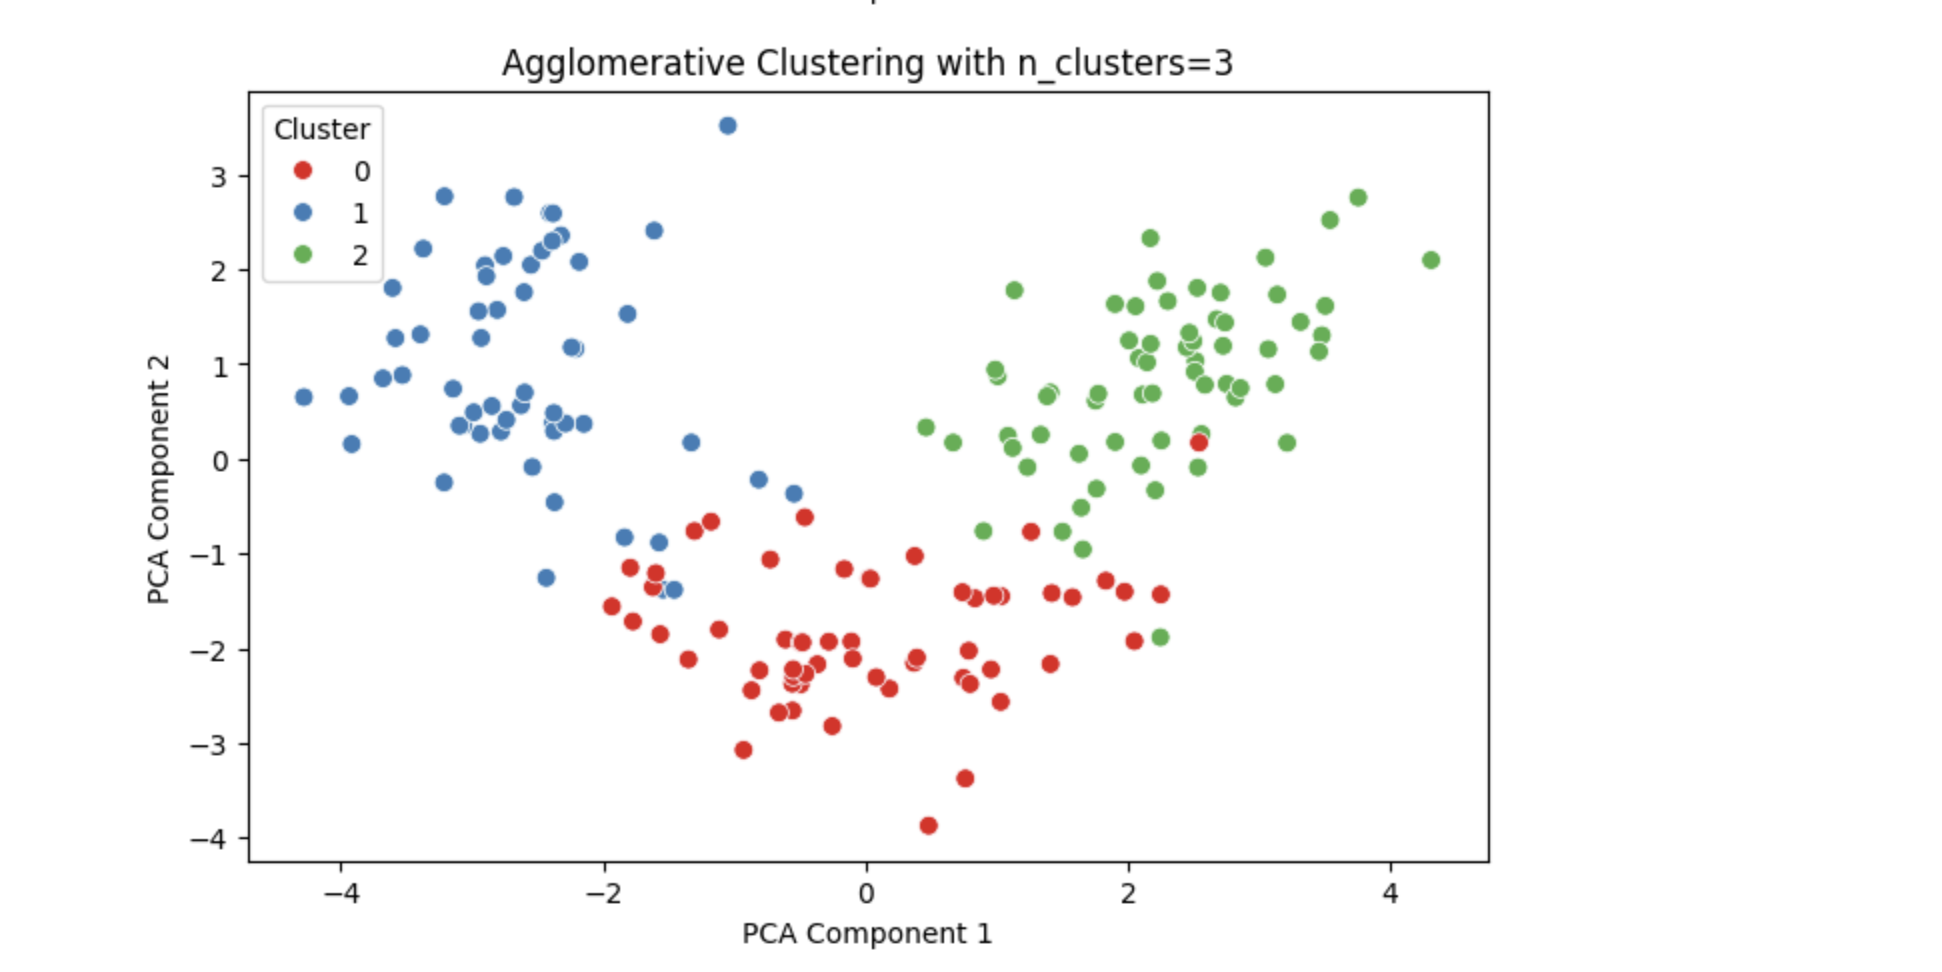 Agglomerative Clustering with n_clusters=3
Cluster
0
1
2
3
2
1
0
−1
−2
−3
−4
PCA Component 2
−4 −2 0 2 4
PCA Component 1